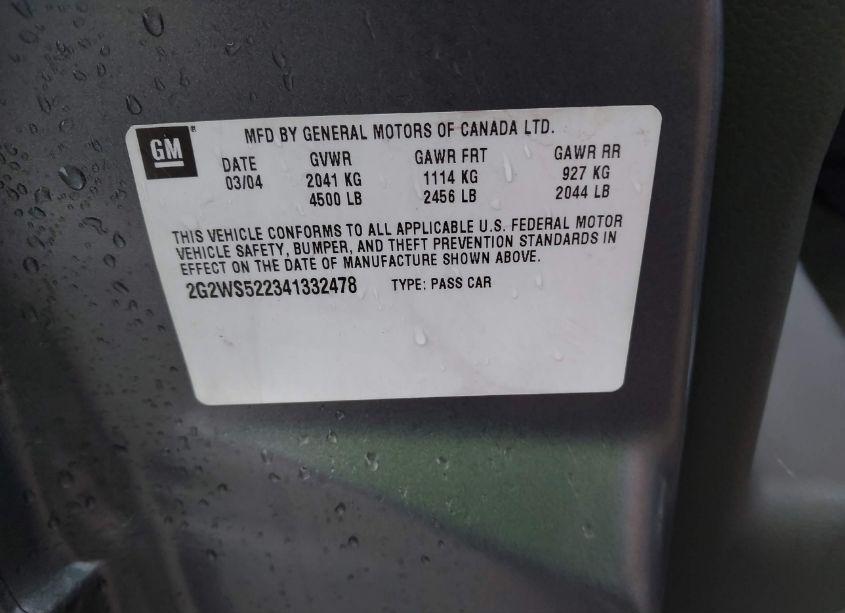 GM ® MFD BY GENERAL MOTORS OF CANADA LTD.
DATE GVWR GAWR FRT GAWR RR
03/04 2041 KG 1114 KG 927 KG
4500 LB 2456 LB 2044 LB
THIS VEHICLE CONFORMS TO ALL APPLICABLE U.S. FEDERAL MOTOR
VEHICLE SAFETY, BUMPER, AND THEFT PREVENTION STANDARDS IN
EFFECT ON THE DATE OF MANUFACTURE SHOWN ABOVE.
2G2WS522341332478 TYPE: PASS CAR